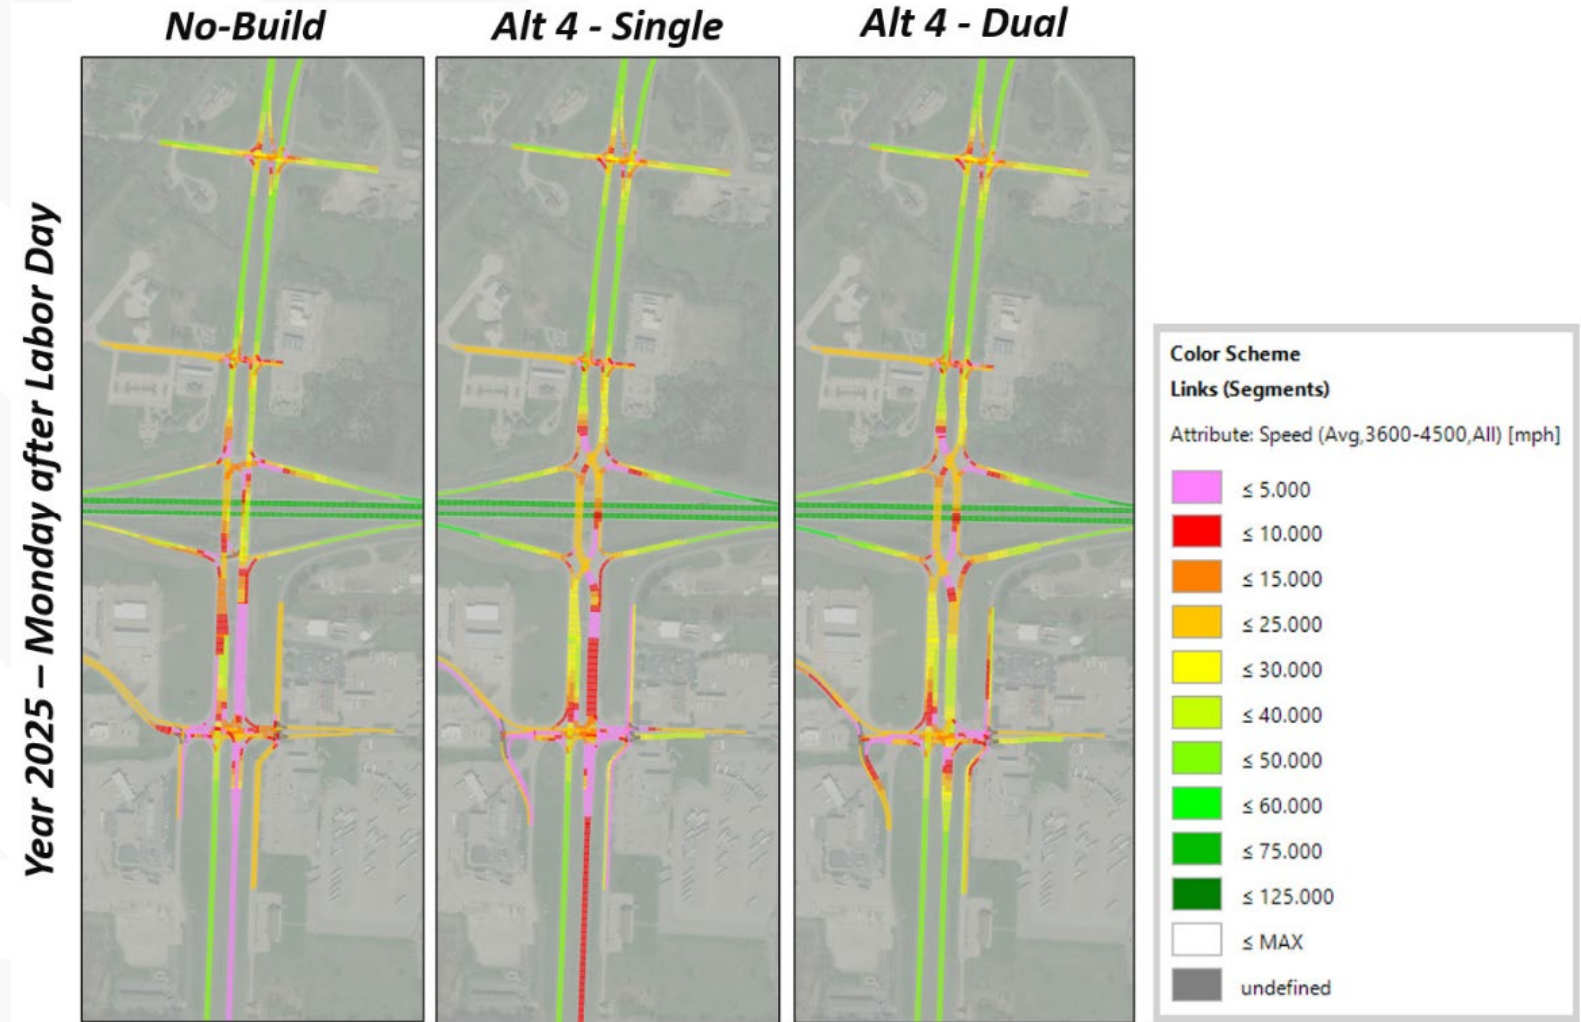 No-Build
Alt 4 - Single
Alt 4 - Dual
Year 2025 – Monday after Labor Day
Color Scheme
Links (Segments)
Attribute: Speed (Avg,3600-4500,All) [mph]
≤ 5.000
≤ 10.000
≤ 15.000
≤ 25.000
≤ 30.000
≤ 40.000
≤ 50.000
≤ 60.000
≤ 75.000
≤ 125.000
≤ MAX
undefined